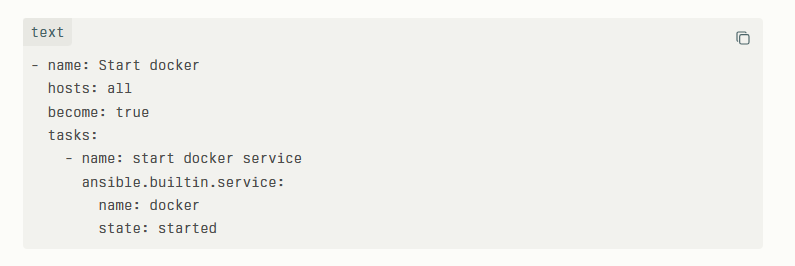 text
- name: Start docker
  hosts: all
  become: true
  tasks:
    - name: start docker service
      ansible.builtin.service:
        name: docker
        state: started